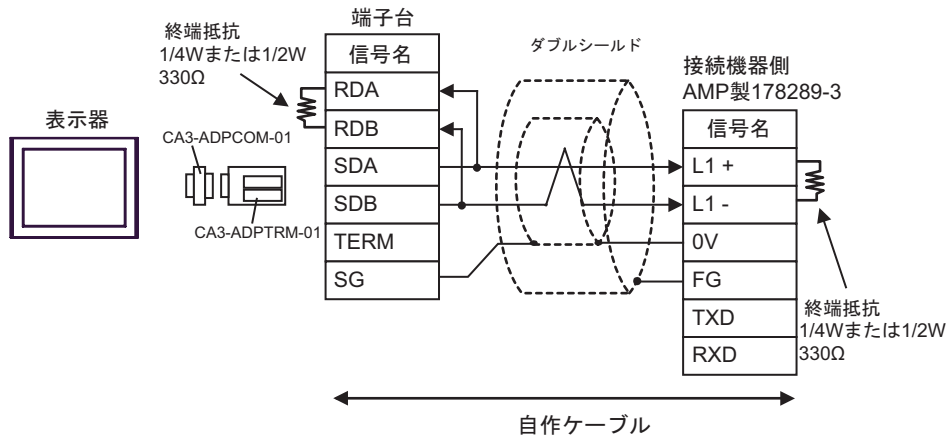 終端抵抗
1/4Wまたは1/2W
330Ω
表示器
CA3-ADPCOM-01
CA3-ADPTRM-01
端子台
信号名
RDA
RDB
SDA
SDB
TERM
SG
ダブルシールド
接続機器側
AMP製178289-3
信号名
L1 +
L1 -
0V
FG
TXD
RXD
終端抵抗
1/4Wまたは1/2W
330Ω
自作ケーブル